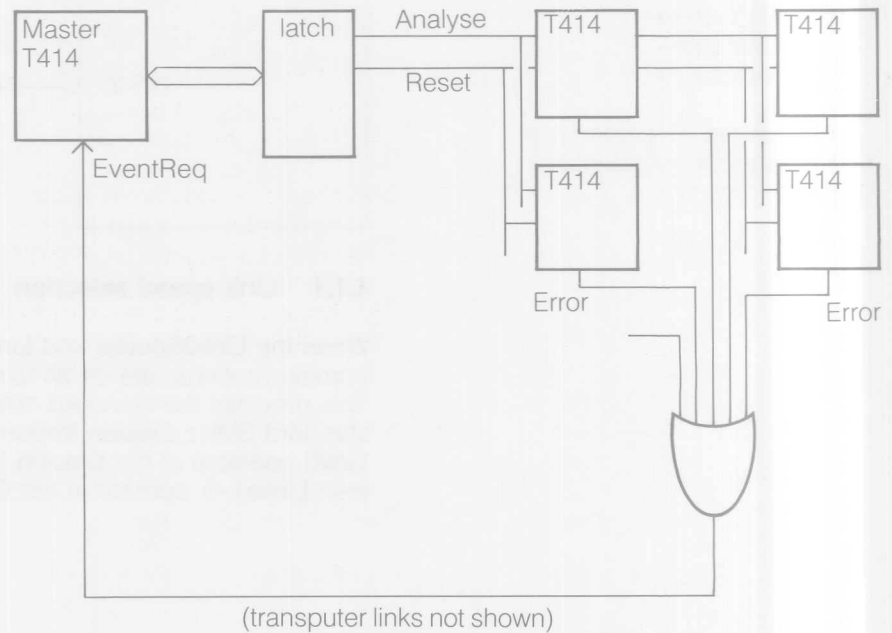 Master
T414
latch
Analyse
Reset
T414
T414
EventReq
T414
T414
Error
Error
(transputer links not shown)